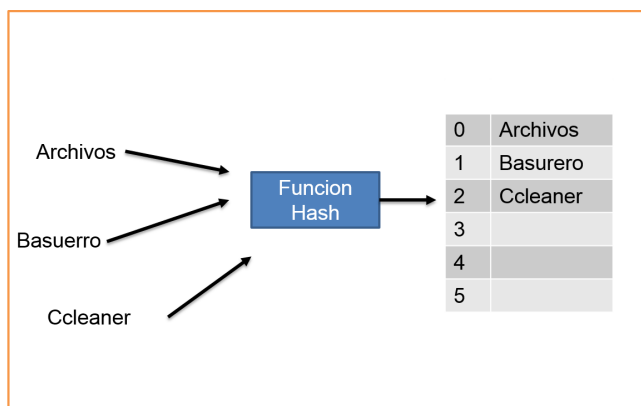 Archivos
Basuerro
Ccleaner
Funcion
Hash
0 Archivos
1 Basurero
2 Ccleaner
3
4
5